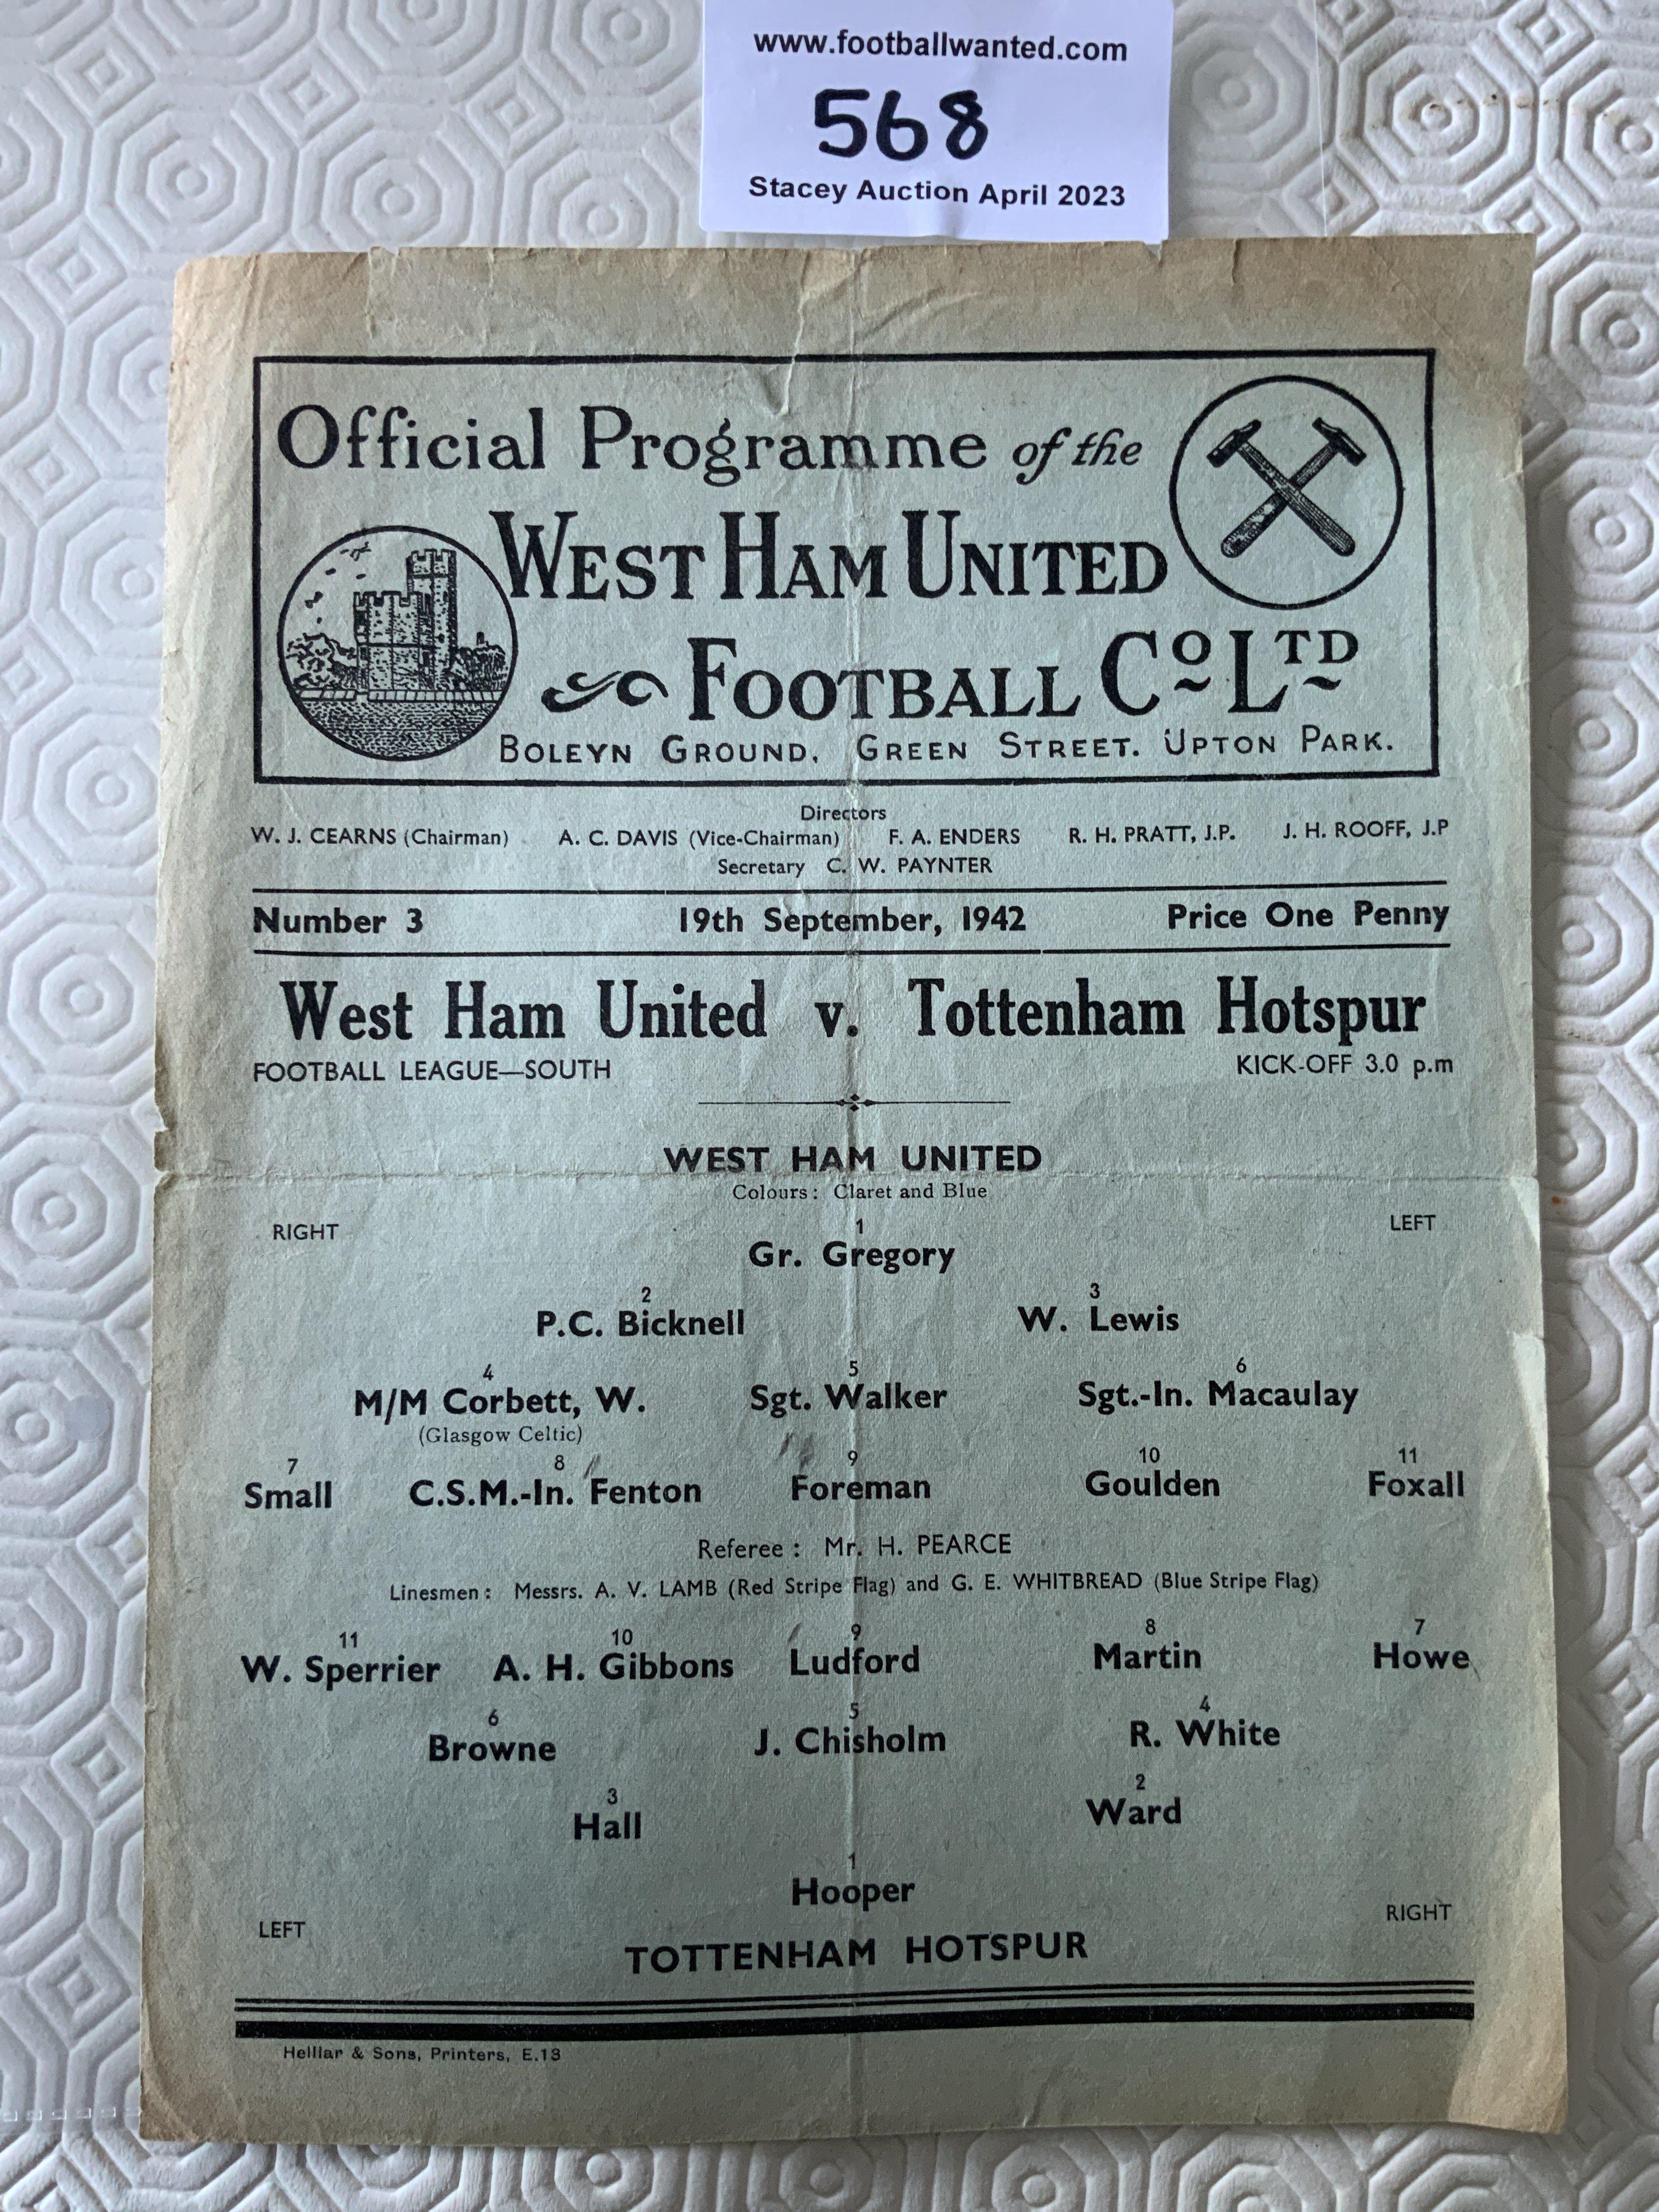 www.footballwanted.com
568
Stacey Auction April 2023
Official Programme of the
WEST HAM UNITED
FOOTBALL CO LTD
BOLEYN GROUND, GREEN STREET. UPTON PARK.
Directors
W. J. CEARNS (Chairman) A. C. DAVIS (Vice-Chairman) F. A. ENDERS R. H. PRATT, J.P. J. H. ROOFF, J.P
Secretary C. W. PAYNTER
Number 3 19th September, 1942 Price One Penny
West Ham United v. Tottenham Hotspur
FOOTBALL LEAGUE—SOUTH KICK-OFF 3.0 p.m
WEST HAM UNITED
Colours: Claret and Blue
RIGHT LEFT
1
Gr. Gregory
2 3
P.C. Bicknell W. Lewis
4 5 6
M/M Corbett, W. Sgt. Walker Sgt.-In. Macaulay
(Glasgow Celtic)
7 8 9 10 11
Small C.S.M.-In. Fenton Foreman Goulden Foxall
Referee: Mr. H. PEARCE
Linesmen: Messrs. A. V. LAMB (Red Stripe Flag) and G. E. WHITBREAD (Blue Stripe Flag)
11 10 9 8 7
W. Sperrier A. H. Gibbons Ludford Martin Howe
6 5 4
Browne J. Chisholm R. White
3 2
Hall Ward
1
Hooper
LEFT RIGHT
TOTTENHAM HOTSPUR
Helliar & Sons, Printers, E.13